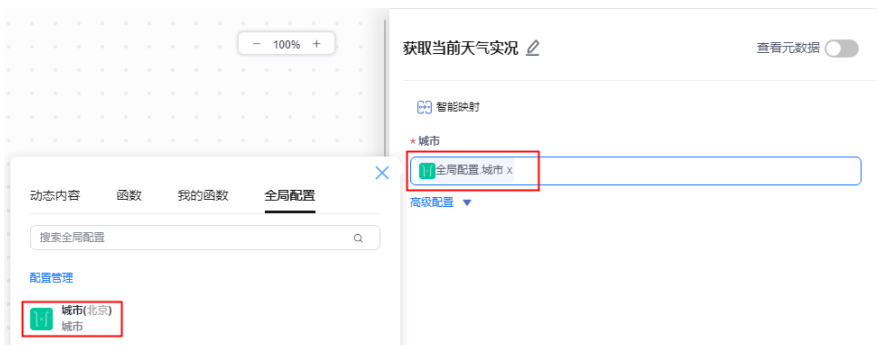 - 100% +
获取当前天气实况
查看元数据
智能映射
* 城市
全局配置.城市 x
高级配置
动态内容 函数 我的函数 全局配置
搜索全局配置
配置管理
城市(北京)
城市